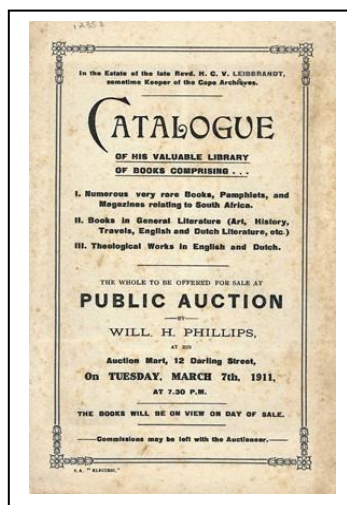 12353
In the Estate of the late Revd. H. C. V. LEIBBRANDT,
sometime Keeper of the Cape Archives.
CATALOGUE
OF HIS VALUABLE LIBRARY
OF BOOKS COMPRISING . . .
I. Numerous very rare Books, Pamphlets, and
Magazines relating to South Africa.
II. Books in General Literature (Art, History,
Travels, English and Dutch Literature, etc.)
III. Theological Works in English and Dutch.
THE WHOLE TO BE OFFERED FOR SALE AT
PUBLIC AUCTION
—BY—
WILL. H. PHILLIPS,
AT HIS
Auction Mart, 12 Darling Street,
On TUESDAY, MARCH 7th, 1911,
AT 7.30 P.M.
THE BOOKS WILL BE ON VIEW ON DAY OF SALE.
Commissions may be left with the Auctioneer.
S.A. "ELECTRIC."